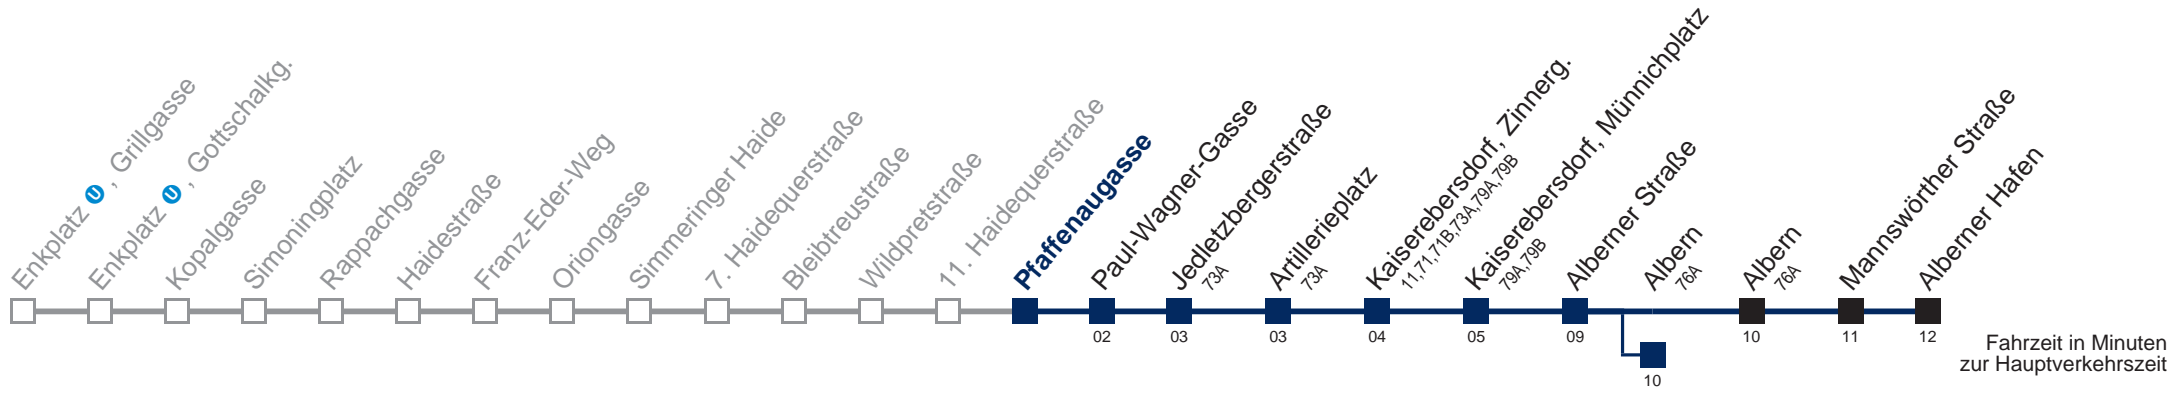 Enkplatz U , Grillgasse
Enkplatz U , Gottschalkg.
Kopalgasse
Simoningplatz
Rappachgasse
Haidestraße
Franz-Eder-Weg
Oriongasse
Simmeringer Haide
7. Haidequerstraße
Bleibtreustraße
Wildpretstraße
11. Haidequerstraße
Pfaffenaugasse
Paul-Wagner-Gasse
02
Jedletzbergerstraße
73A
03
Artillerieplatz
73A
03
Kaiserebersdorf, Zinnerg.
11,71,71B,73A,79A,79B
04
Kaiserebersdorf, Münnichplatz
79A,79B
05
Alberner Straße
09
Albern
76A
10
Albern
76A
10
Mannswörther Straße
11
Alberner Hafen
12
Fahrzeit in Minuten
zur Hauptverkehrszeit